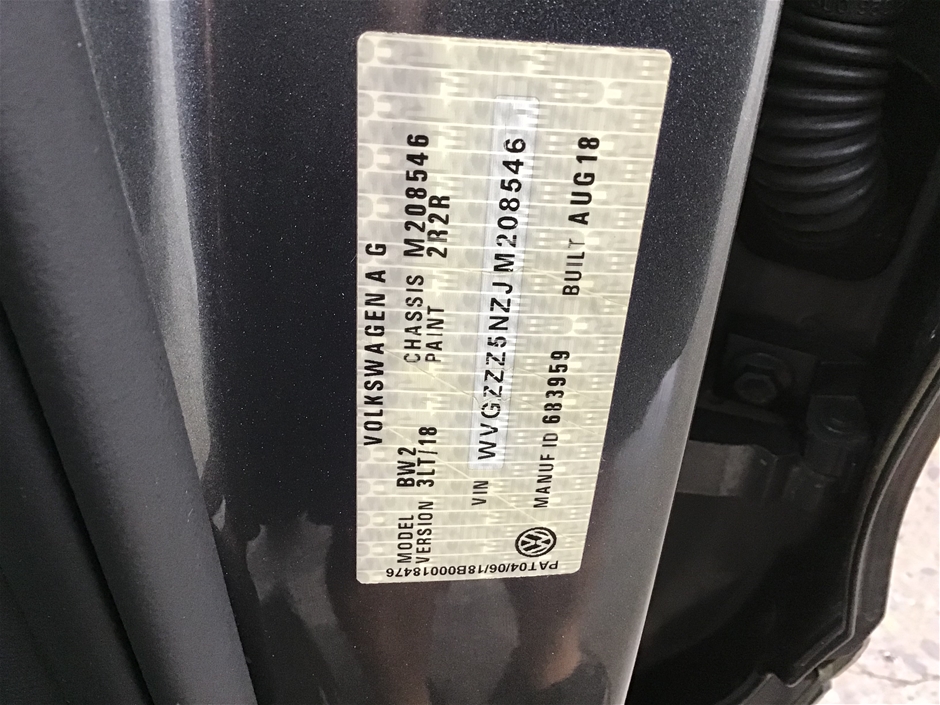 VOLKSWAGEN A G
MODEL BW2 CHASSIS M208546
VERSION 3LT/18 PAINT 2R2R
VIN WVGZZZ5NZJM208546
MANUF ID 683959 BUILT AUG18
PAT04/06/18B00018476